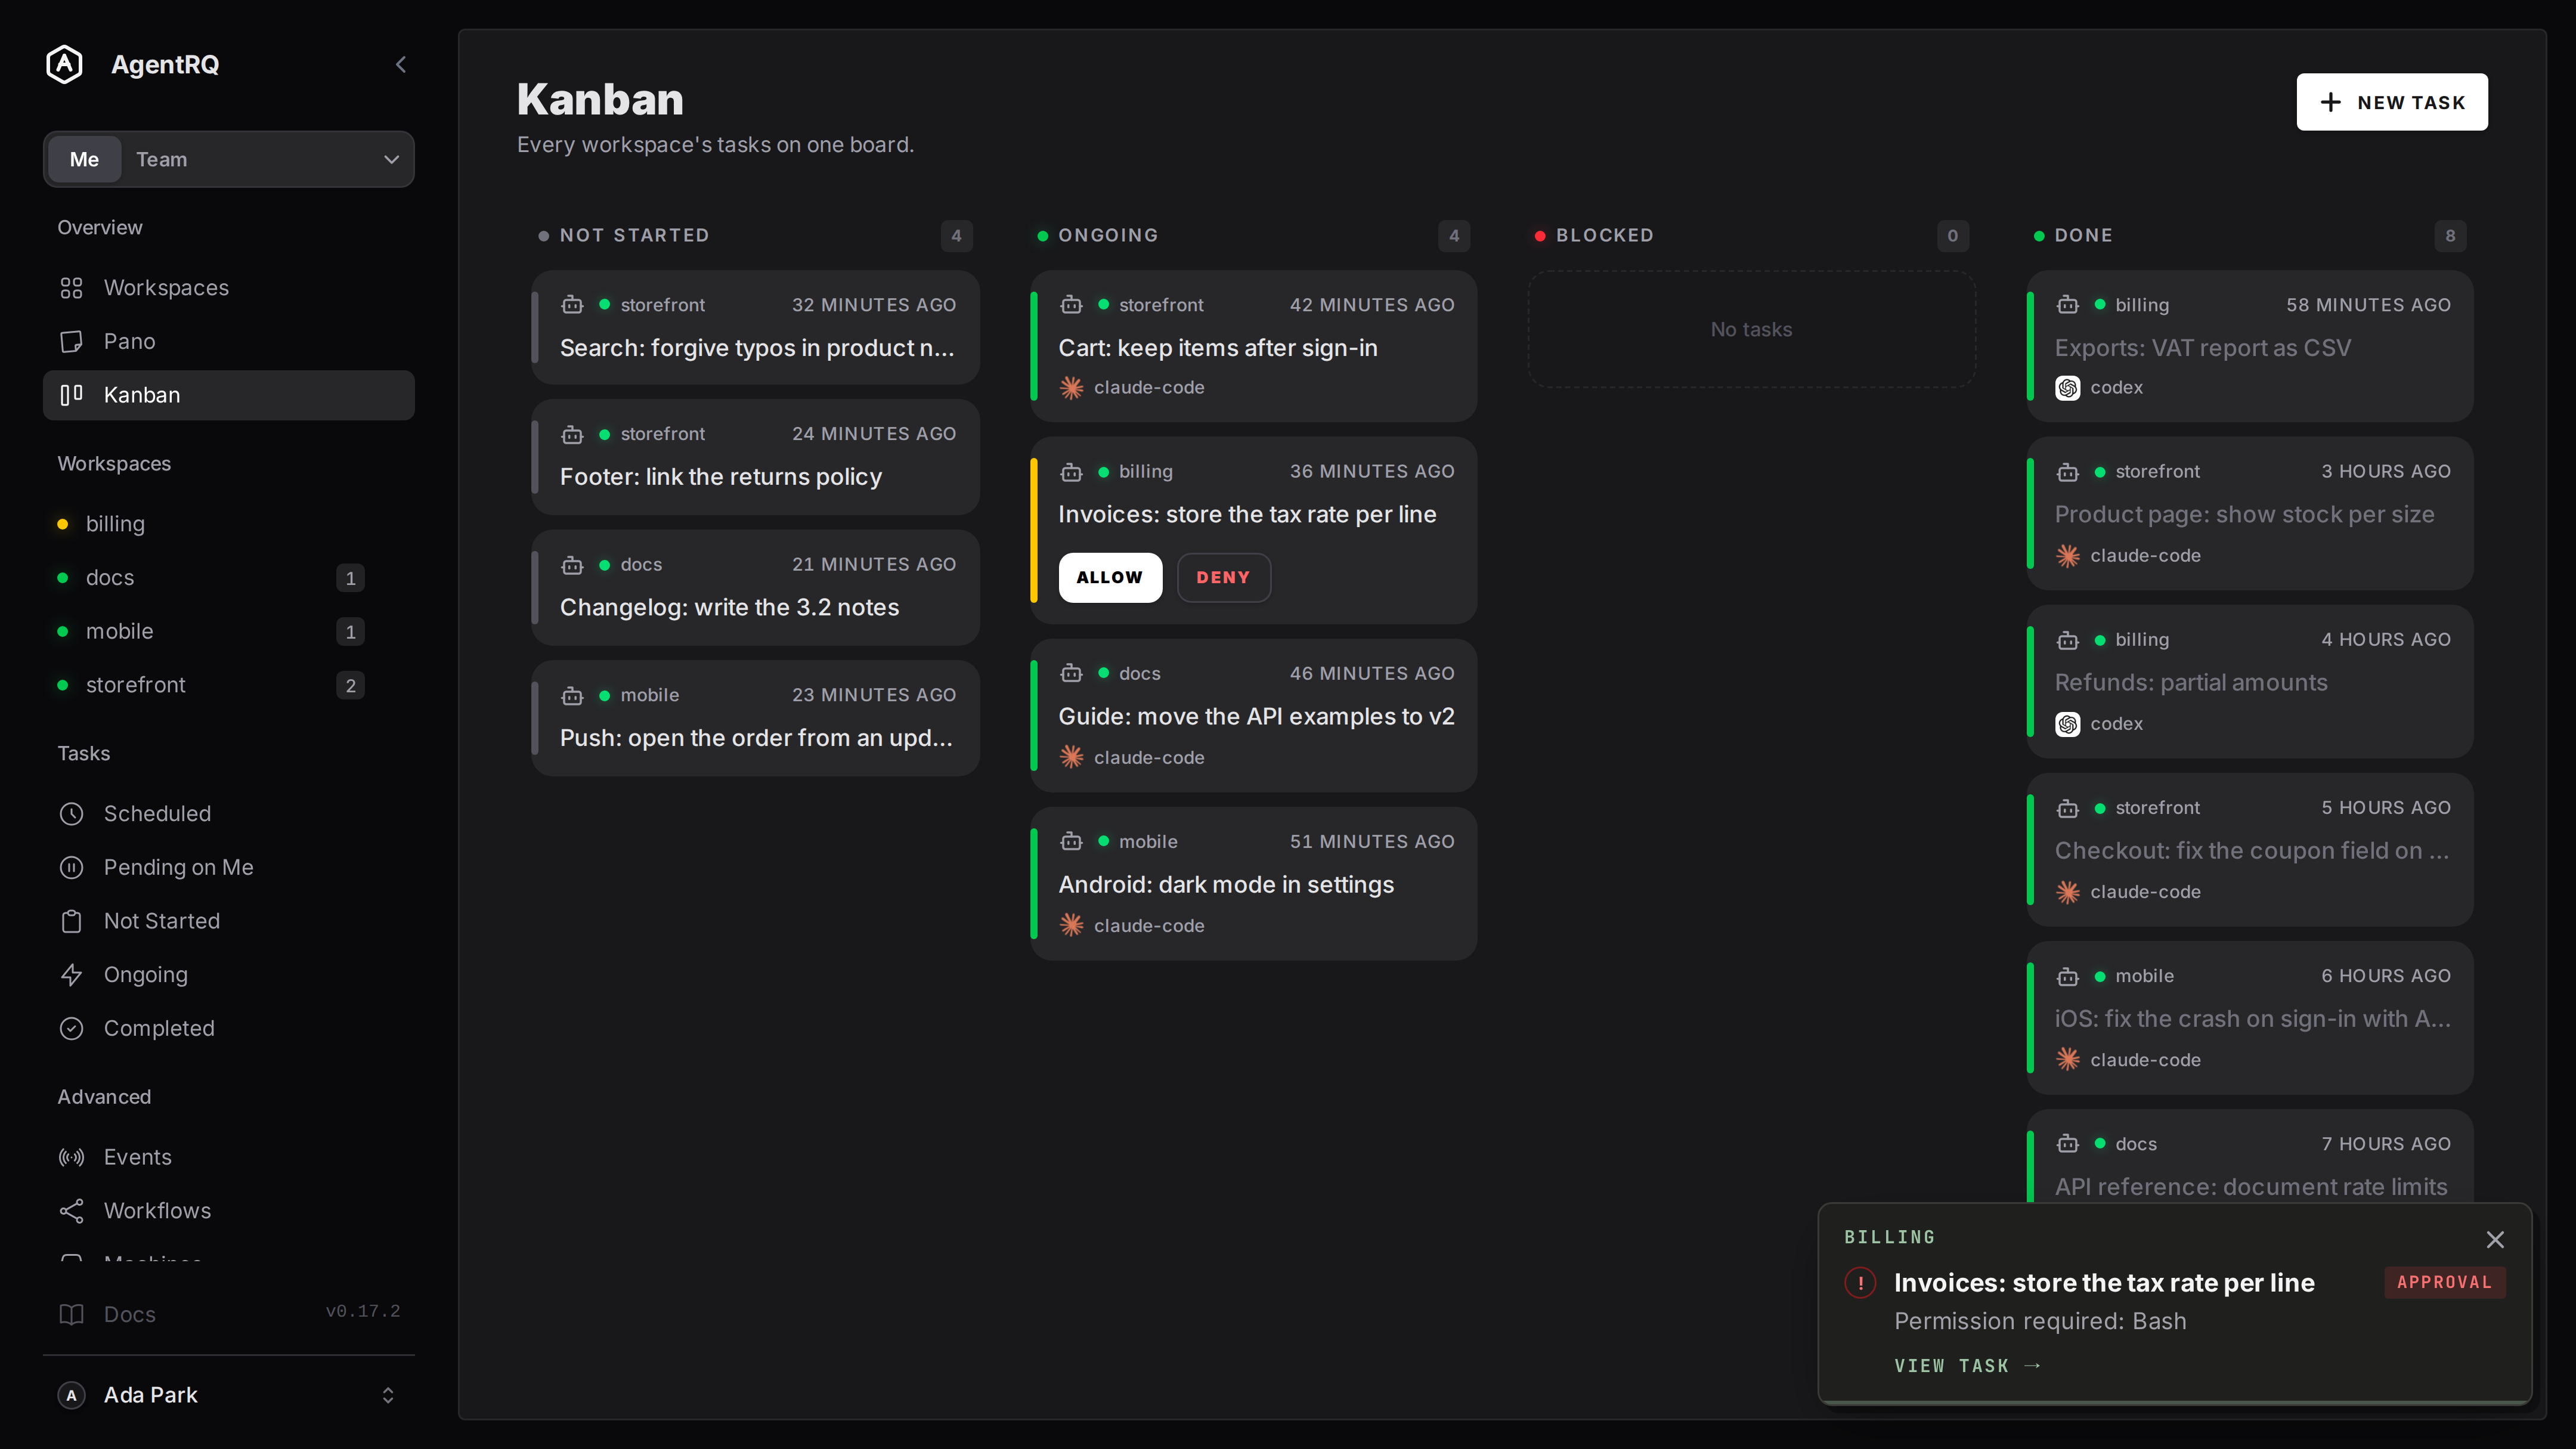 AgentRQ
Me
Team
Overview
Workspaces
Pano
Kanban
Workspaces
billing
docs 1
mobile 1
storefront 2
Tasks
Scheduled
Pending on Me
Not Started
Ongoing
Completed
Advanced
Events
Workflows
Machines
Docs v0.17.2
A Ada Park
Kanban
Every workspace's tasks on one board.
NEW TASK
NOT STARTED 4
storefront 32 MINUTES AGO
Search: forgive typos in product n...
storefront 24 MINUTES AGO
Footer: link the returns policy
docs 21 MINUTES AGO
Changelog: write the 3.2 notes
mobile 23 MINUTES AGO
Push: open the order from an upd...
ONGOING 4
storefront 42 MINUTES AGO
Cart: keep items after sign-in
claude-code
billing 36 MINUTES AGO
Invoices: store the tax rate per line
ALLOW DENY
docs 46 MINUTES AGO
Guide: move the API examples to v2
claude-code
mobile 51 MINUTES AGO
Android: dark mode in settings
claude-code
BLOCKED 0
No tasks
DONE 8
billing 58 MINUTES AGO
Exports: VAT report as CSV
codex
storefront 3 HOURS AGO
Product page: show stock per size
claude-code
billing 4 HOURS AGO
Refunds: partial amounts
codex
storefront 5 HOURS AGO
Checkout: fix the coupon field on ...
claude-code
mobile 6 HOURS AGO
iOS: fix the crash on sign-in with A...
claude-code
docs 7 HOURS AGO
API reference: document rate limits
BILLING
Invoices: store the tax rate per line APPROVAL
Permission required: Bash
VIEW TASK →